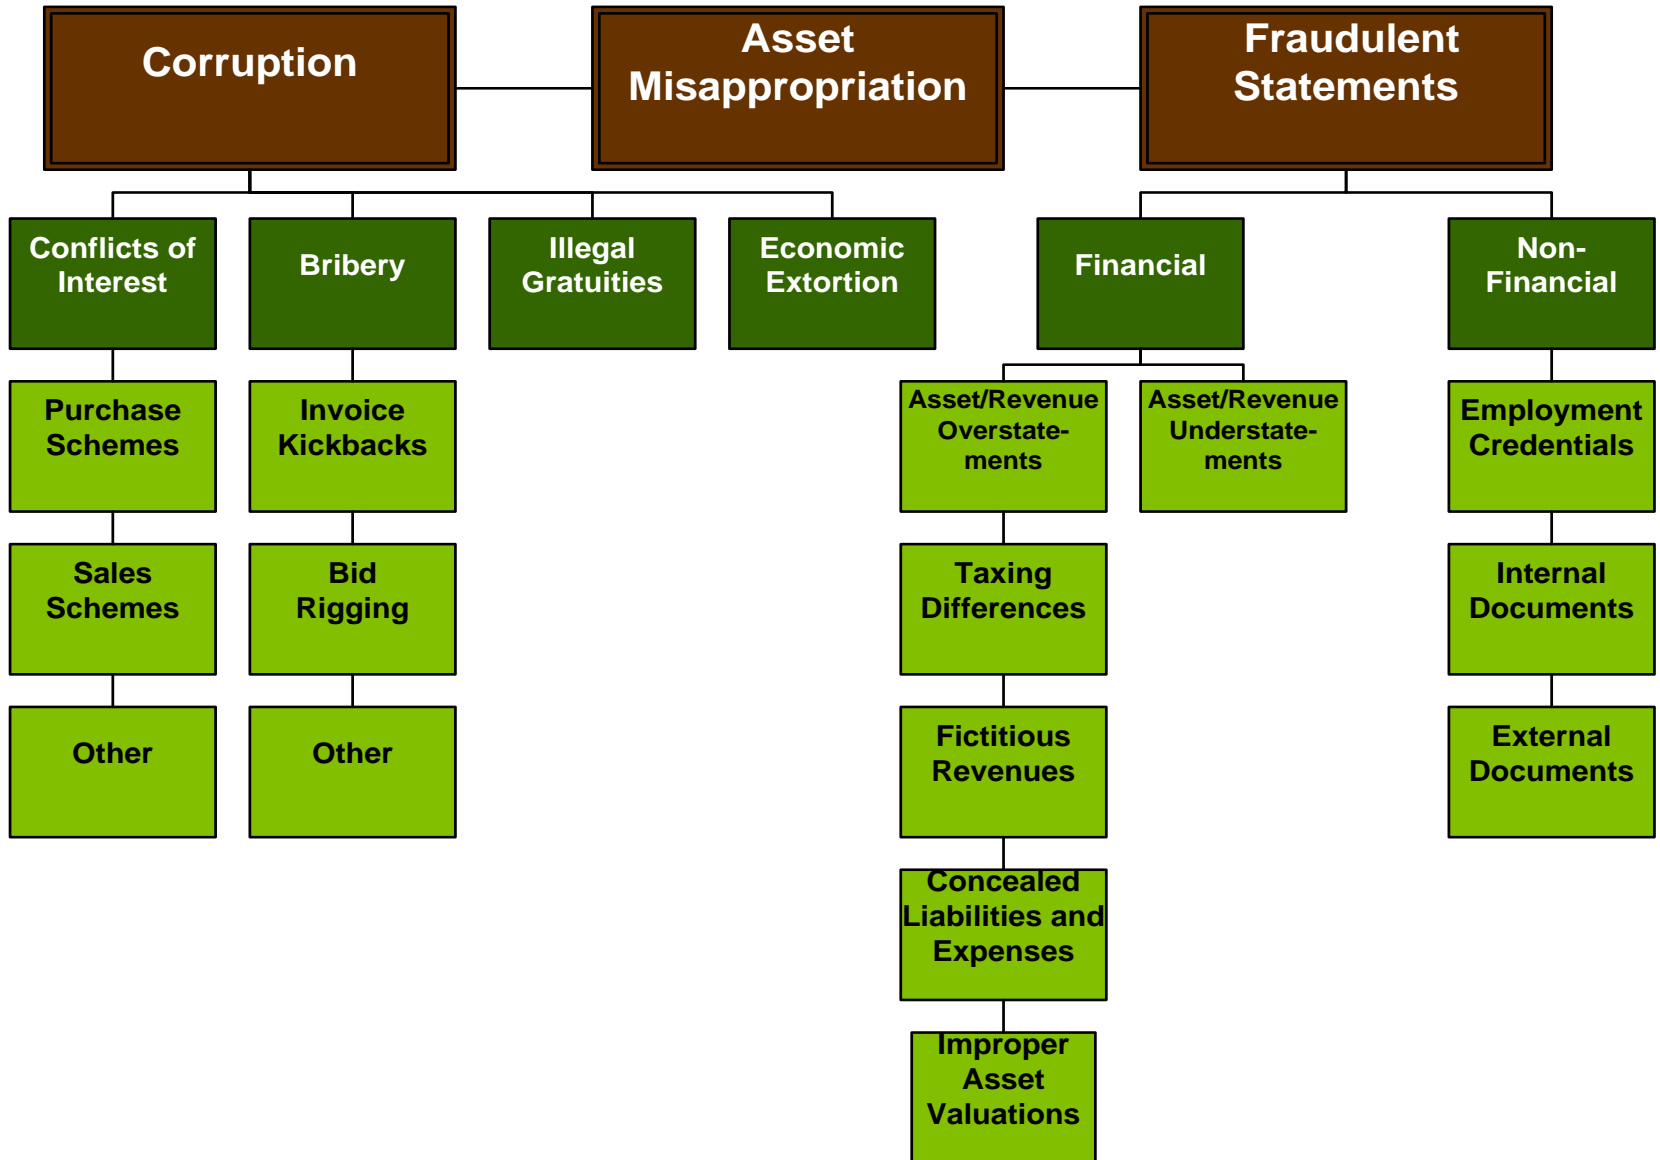 Corruption
Asset
Misappropriation
Fraudulent
Statements
Conflicts of
Interest
Bribery
Illegal
Gratuities
Economic
Extortion
Financial
Non-
Financial
Purchase
Schemes
Invoice
Kickbacks
Asset/Revenue
Overstate-
ments
Asset/Revenue
Understate-
ments
Employment
Credentials
Sales
Schemes
Bid
Rigging
Taxing
Differences
Internal
Documents
Other
Other
Fictitious
Revenues
External
Documents
Concealed
Liabilities and
Expenses
Improper
Asset
Valuations